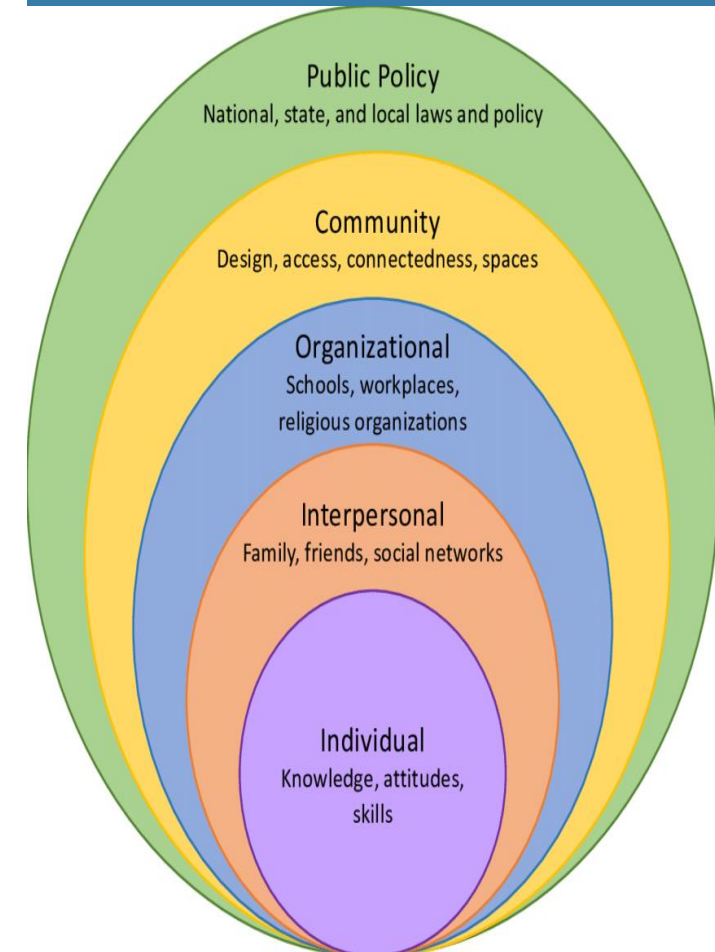 Public Policy
National, state, and local laws and policy
Community
Design, access, connectedness, spaces
Organizational
Schools, workplaces,
religious organizations
Interpersonal
Family, friends, social networks
Individual
Knowledge, attitudes,
skills